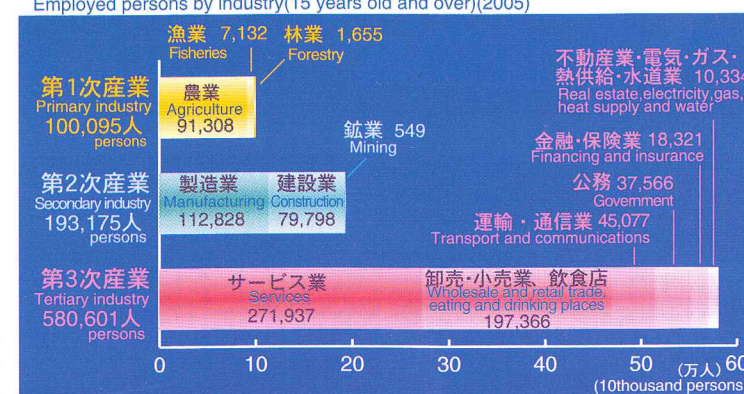 Employed persons by industry(15 years old and over)(2005)
漁業 7,132
Fisheries
林業 1,655
Forestry
第1次産業
Primary industry
100,095人
persons
農業
Agriculture
91,308
鉱業 549
Mining
第2次産業
Secondary industry
193,175人
persons
製造業
Manufacturing
112,828
建設業
Construction
79,798
不動産業・電気・ガス・
熱供給・水道業 10,334
Real estate,electricity,gas,
heat supply and water
金融・保険業 18,321
Financing and insurance
公務 37,566
Government
運輸・通信業 45,077
Transport and communications
第3次産業
Tertiary industry
580,601人
persons
サービス業
Services
271,937
卸売・小売業、飲食店
Wholesale and retail trade,
eating and drinking places
197,366
0 10 20 30 40 50 (万人) 60
(10thousand persons